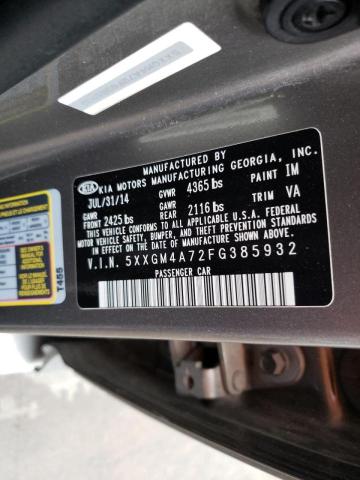 MANUFACTURED BY
KIA KIA MOTORS MANUFACTURING GEORGIA, INC.
JUL/31/14 GVWR 4365 lbs PAINT IM
GAWR FRONT 2425 lbs GAWR REAR 2116 lbs TRIM VA
THIS VEHICLE CONFORMS TO ALL APPLICABLE U.S.A. FEDERAL
MOTOR VEHICLE SAFETY, BUMPER, AND THEFT PREVENTION
STANDARDS IN EFFECT ON THE DATE OF MANUFACTURE SHOWN ABOVE.
V.I.N. 5XXGM4A72FG385932
PASSENGER CAR
T455